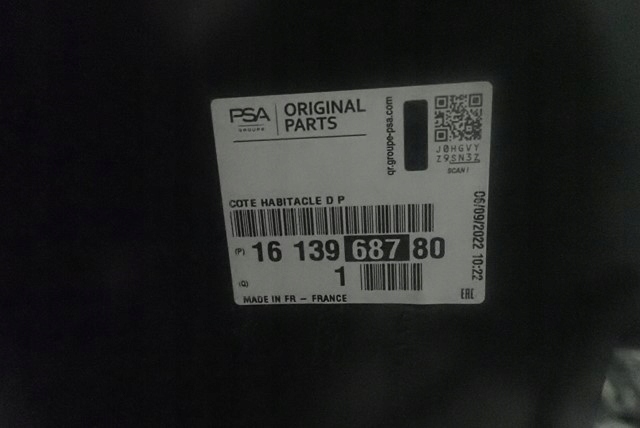 PSA
GROUPE
ORIGINAL
PARTS
qr.groupe-psa.com
J0HGVY
Z9SN3Z
SCAN !
COTE HABITACLE D P
(P) 16 139 687 80
(Q) 1
MADE IN FR - FRANCE
06/09/2022 10:22
EAC